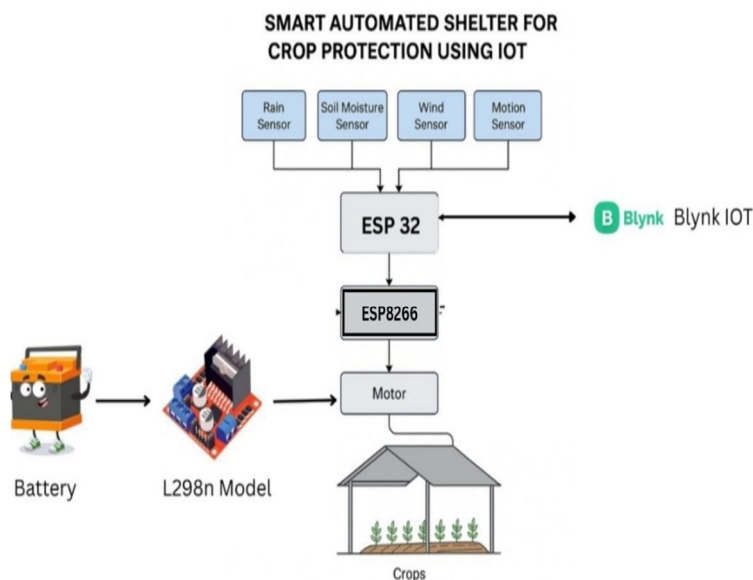 SMART AUTOMATED SHELTER FOR
CROP PROTECTION USING IOT
Rain
Sensor
Soil Moisture
Sensor
Wind
Sensor
Motion
Sensor
ESP 32
B Blynk Blynk IOT
ESP8266
Motor
Battery
L298n Model
Crops